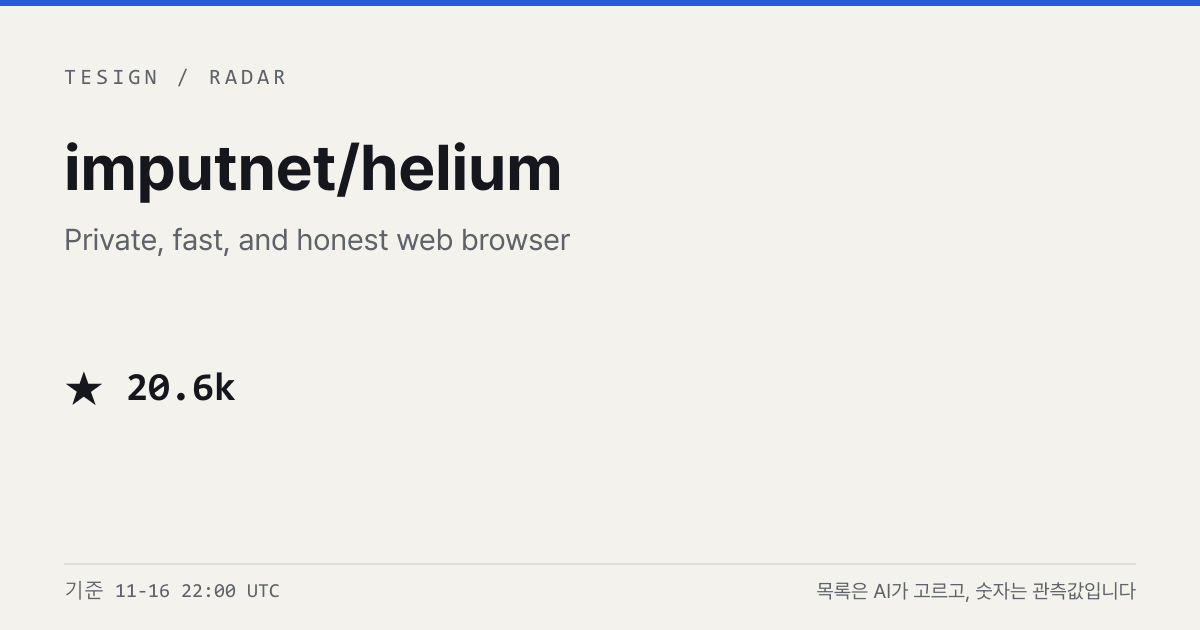 TESIGN / RADAR
imputnet/helium
Private, fast, and honest web browser
★ 20.6k
기준 11-16 22:00 UTC
목록은 AI가 고르고, 숫자는 관측값입니다